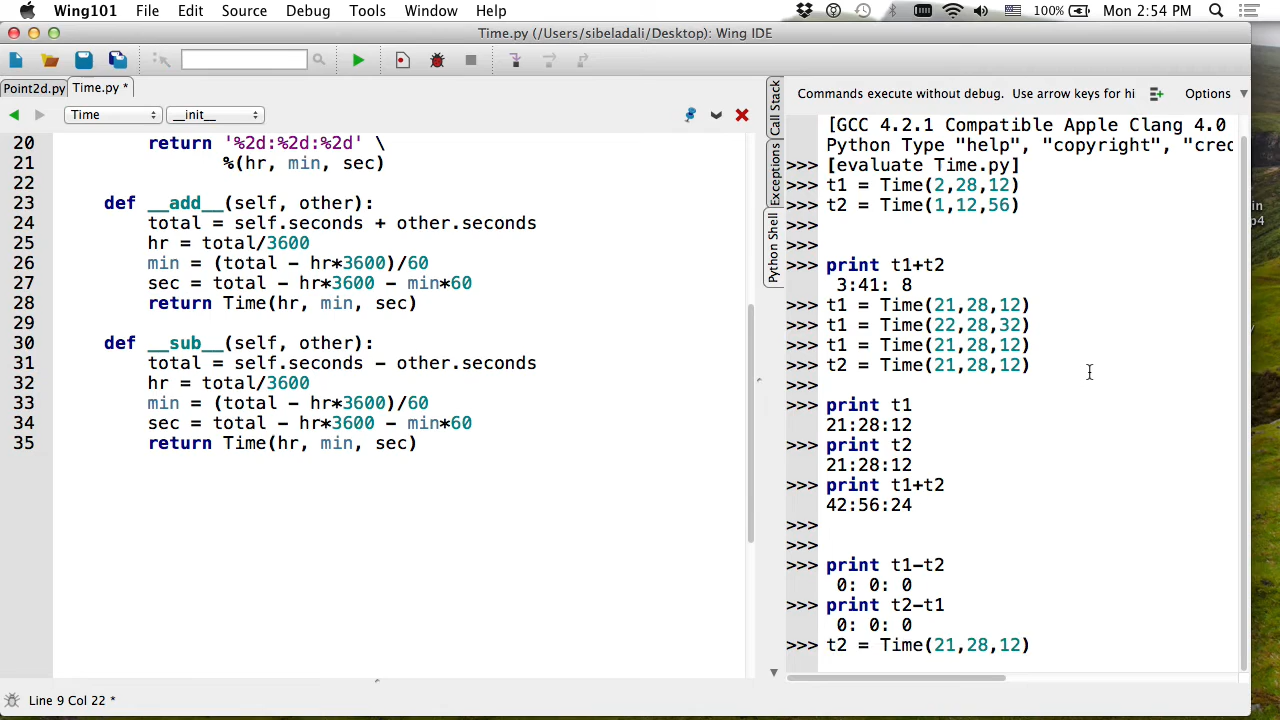 Wing101 File Edit Source Debug Tools Window Help 100% Mon 2:54 PM
Time.py (/Users/sibeladali/Desktop): Wing IDE
Point2d.py Time.py *
Time __init__
20 return '%2d:%2d:%2d' \
21 %(hr, min, sec)
22
23 def __add__(self, other):
24 total = self.seconds + other.seconds
25 hr = total/3600
26 min = (total - hr*3600)/60
27 sec = total - hr*3600 - min*60
28 return Time(hr, min, sec)
29
30 def __sub__(self, other):
31 total = self.seconds - other.seconds
32 hr = total/3600
33 min = (total - hr*3600)/60
34 sec = total - hr*3600 - min*60
35 return Time(hr, min, sec)
Line 9 Col 22 *
Call Stack
Exceptions
Python Shell
Commands execute without debug. Use arrow keys for hi Options
[GCC 4.2.1 Compatible Apple Clang 4.0
Python Type "help", "copyright", "cred
>>> [evaluate Time.py]
>>> t1 = Time(2,28,12)
>>> t2 = Time(1,12,56)
>>>
>>>
>>> print t1+t2
3:41: 8
>>> t1 = Time(21,28,12)
>>> t1 = Time(22,28,32)
>>> t1 = Time(21,28,12)
>>> t2 = Time(21,28,12)
>>>
>>> print t1
21:28:12
>>> print t2
21:28:12
>>> print t1+t2
42:56:24
>>>
>>>
>>> print t1-t2
0: 0: 0
>>> print t2-t1
0: 0: 0
>>> t2 = Time(21,28,12)
in
p4